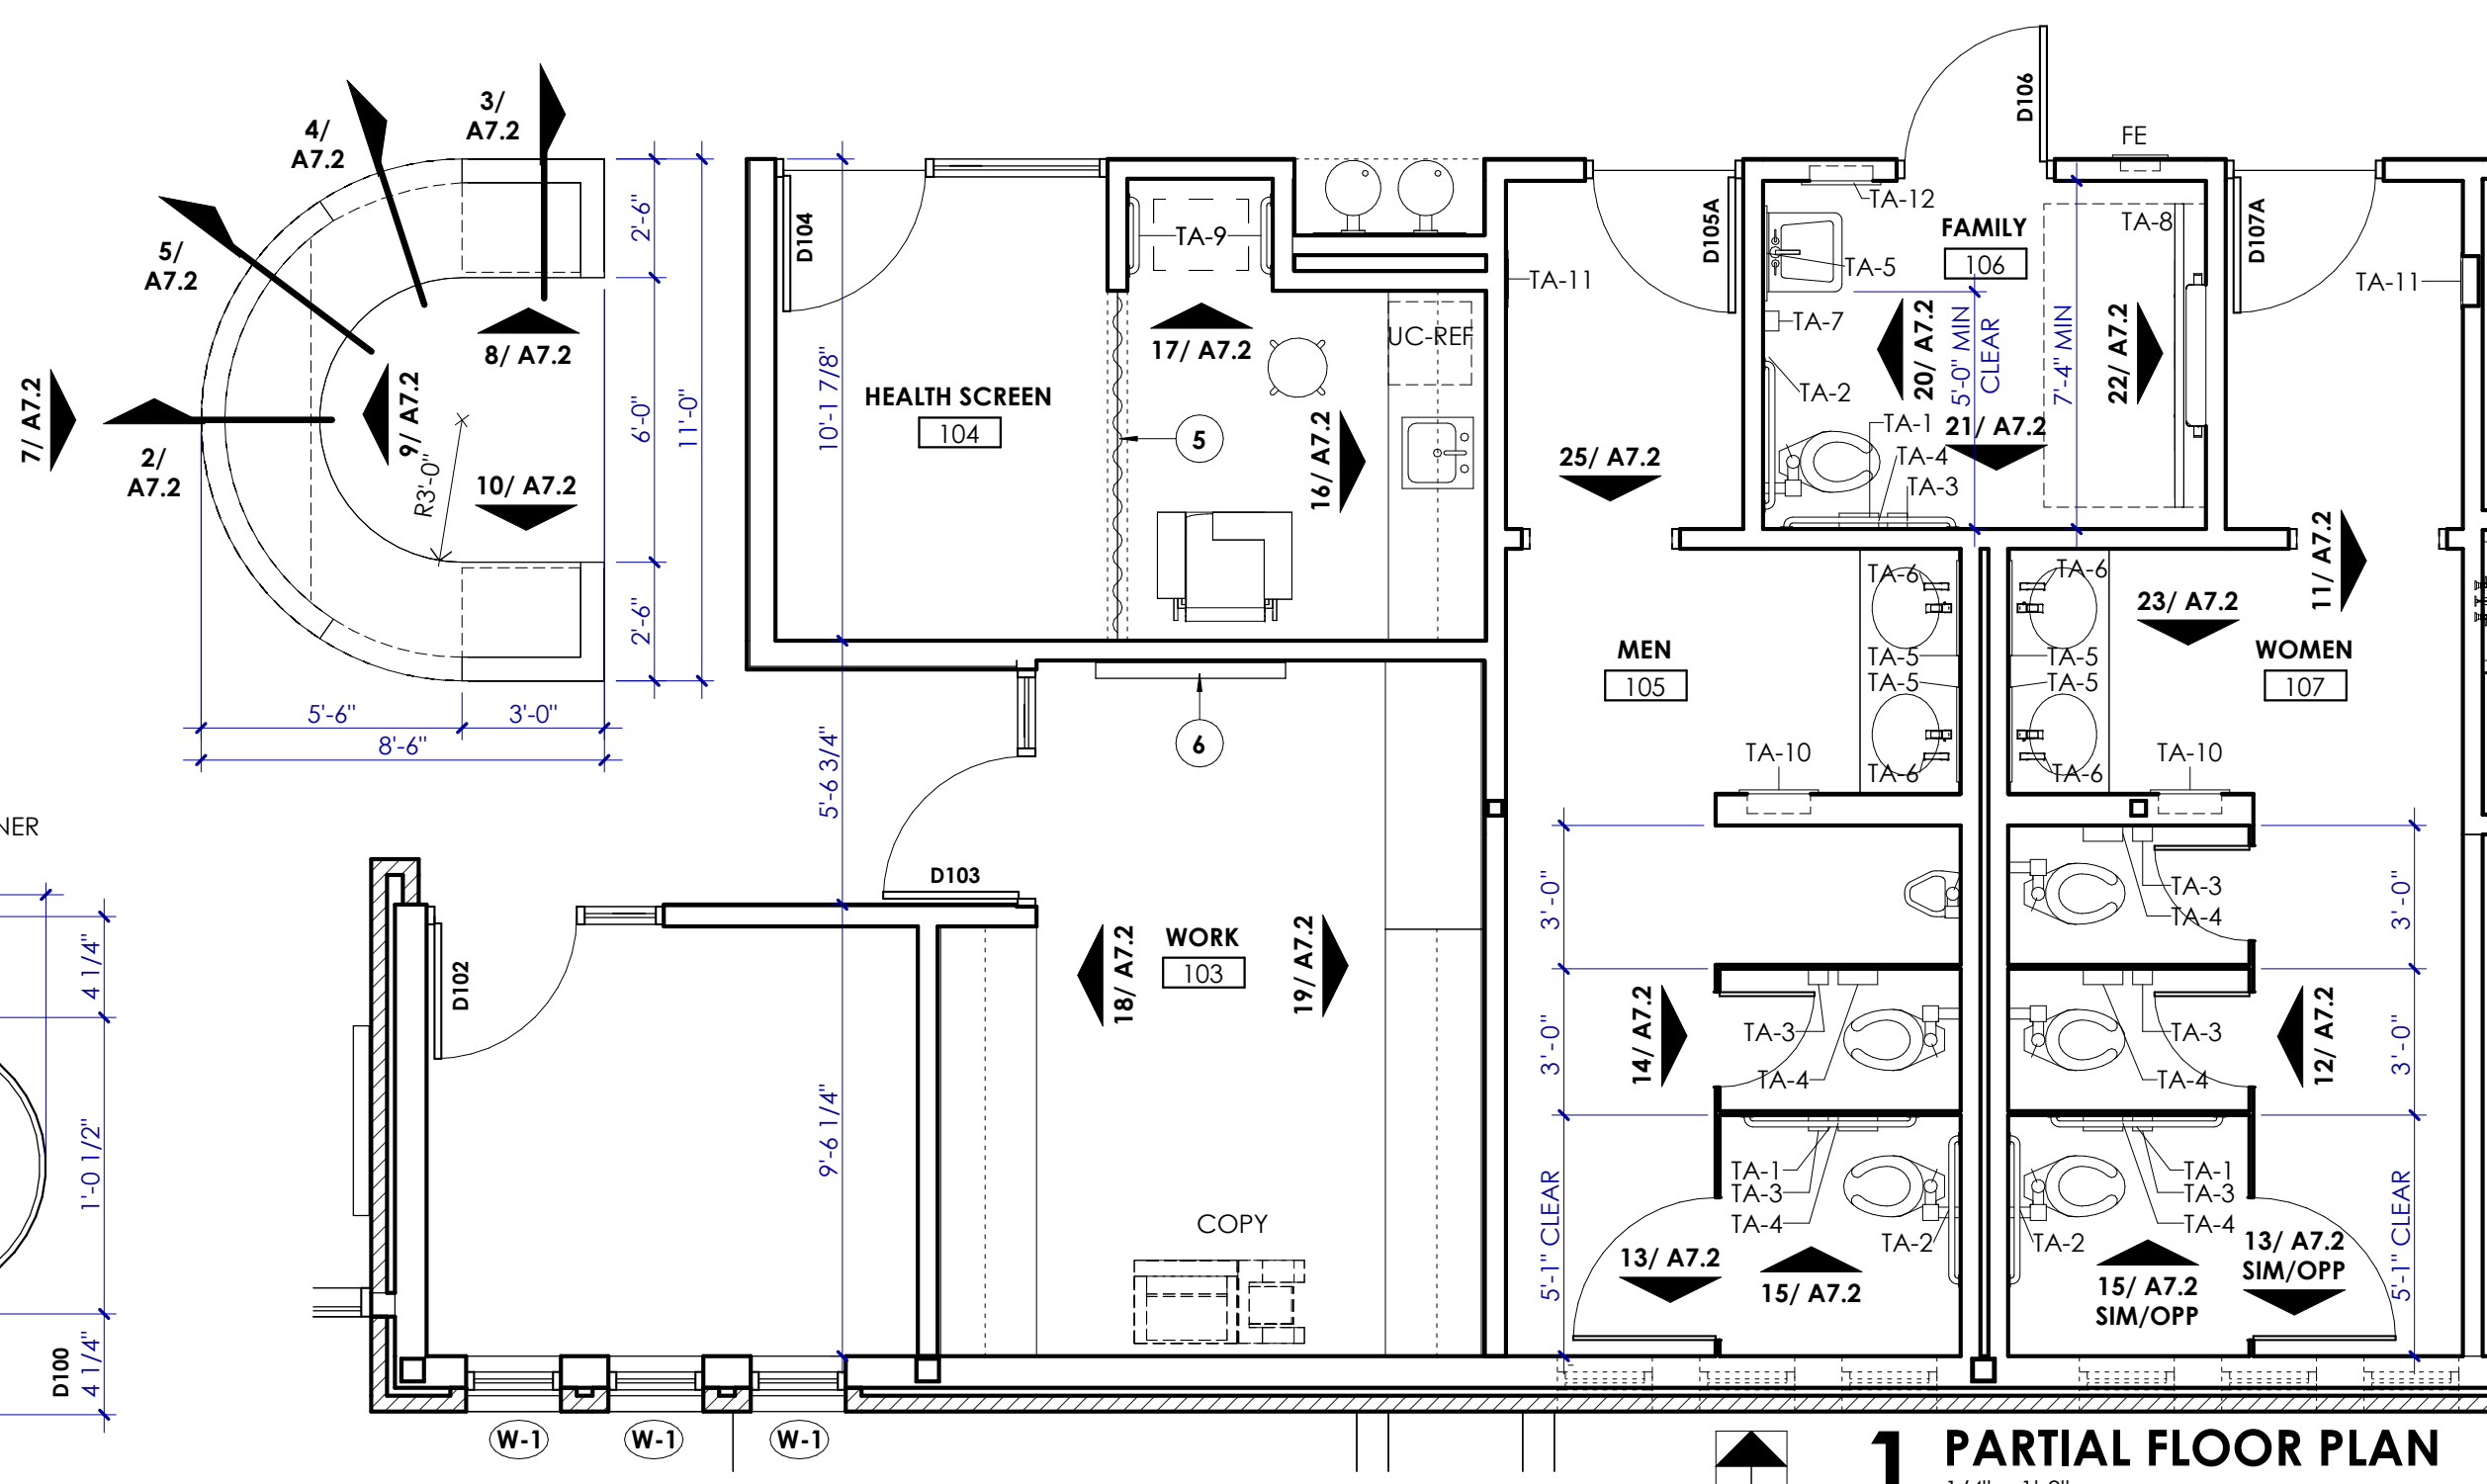 3/
A7.2
4/
A7.2
5/
A7.2
7/ A7.2
2/
A7.2
8/ A7.2
9/ A7.2
R3'-0"
10/ A7.2
2'-6"
6'-0"
11'-0"
2'-6"
5'-6"
3'-0"
8'-6"
NER
4 1/4"
1'-0 1/2"
4 1/4"
D100
D104
10'-1 7/8"
HEALTH SCREEN
104
TA-9
17/ A7.2
UC-REF
5
16/ A7.2
5'-6 3/4"
6
D103
D102
9'-6 1/4"
18/ A7.2
WORK
103
19/ A7.2
COPY
W-1
W-1
W-1
D106
FE
D105A
TA-12
FAMILY
106
TA-8
D107A
TA-11
TA-5
TA-11
TA-7
20/ A7.2
5'-0" MIN
CLEAR
7'-4" MIN
22/ A7.2
TA-2
TA-1
21/ A7.2
TA-4
TA-3
25/ A7.2
11/ A7.2
TA-6
TA-6
23/ A7.2
MEN
105
TA-5
TA-5
TA-5
TA-5
WOMEN
107
TA-10
TA-6
TA-6
TA-10
3'-0"
TA-3
TA-4
3'-0"
14/ A7.2
3'-0"
TA-3
TA-4
TA-3
TA-4
12/ A7.2
3'-0"
5'-1" CLEAR
TA-1
TA-3
TA-4
TA-2
TA-2
TA-1
TA-3
TA-4
5'-1" CLEAR
13/ A7.2
15/ A7.2
15/ A7.2
SIM/OPP
13/ A7.2
SIM/OPP
1 PARTIAL FLOOR PLAN